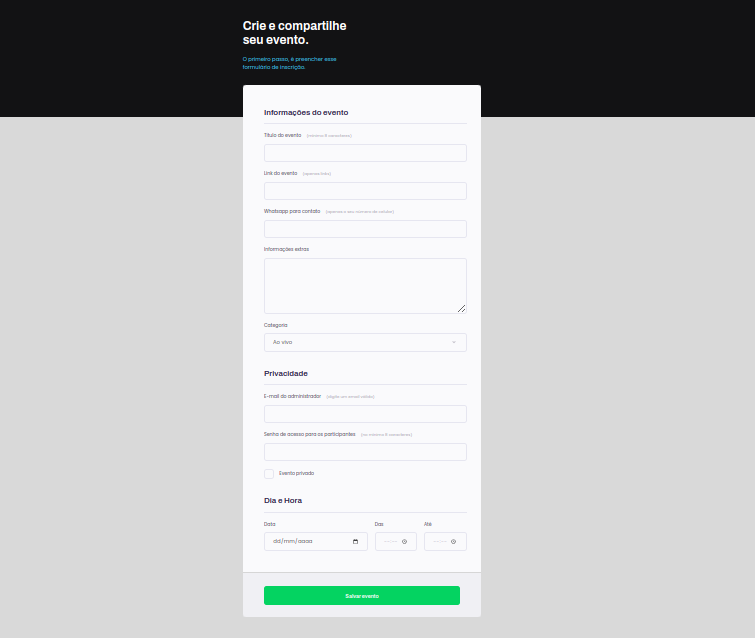 Crie e compartilhe
seu evento.
O primeiro passo, é preencher esse
formulário de inscrição.
Informações do evento
Título do evento (mínimo 8 caracteres)
Link do evento (apenas links)
Whatsapp para contato (apenas o seu número de celular)
Informações extras
Categoria
Ao vivo
Privacidade
E-mail do administrador (digite um email válido)
Senha de acesso para os participantes (no mínimo 8 caracteres)
Evento privado
Dia e Hora
Data Das Até
dd/mm/aaaa --:-- --:--
Salvar evento